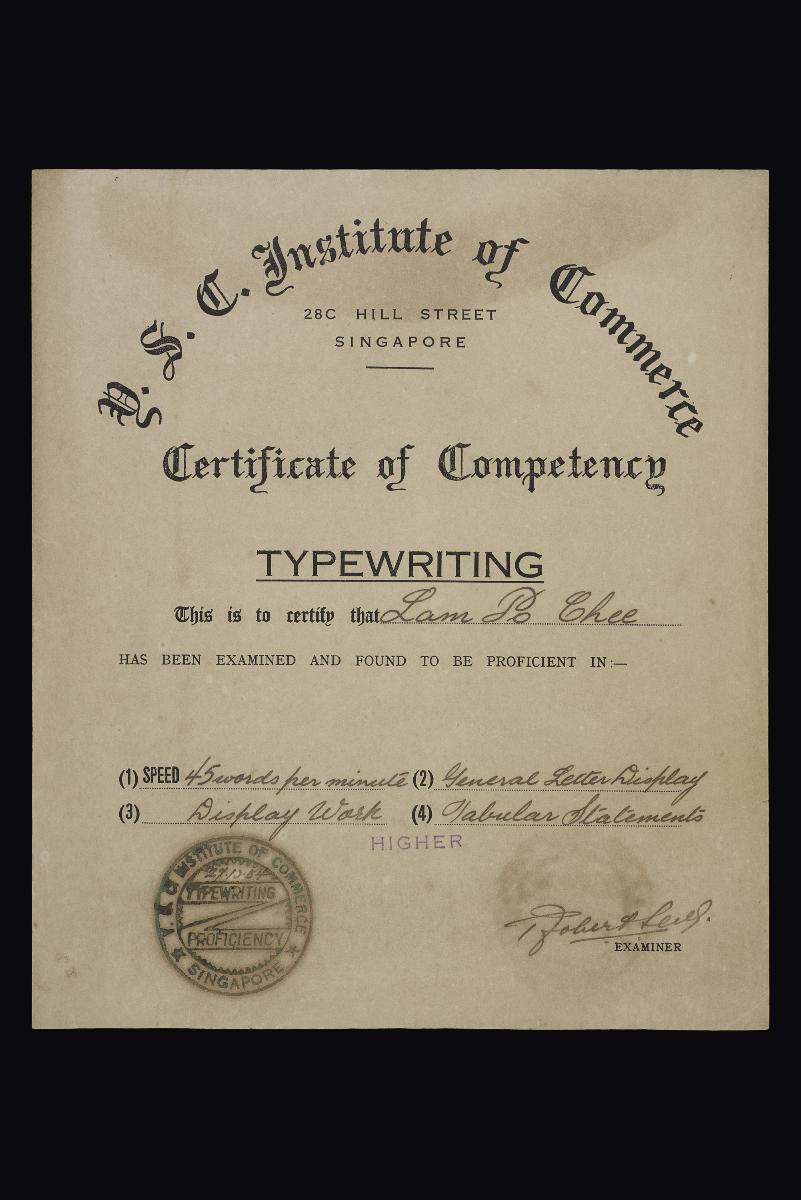 V. S. C. Institute of Commerce
28C HILL STREET
SINGAPORE
Certificate of Competency
TYPEWRITING
This is to certify that Lam Po Chee
HAS BEEN EXAMINED AND FOUND TO BE PROFICIENT IN:—
(1) SPEED 45 words per minute (2) General Letter Display
(3) Display Work (4) Tabular Statements
HIGHER
INSTITUTE OF COMMERCE
TYPEWRITING
PROFICIENCY
★ SINGAPORE ★
Robert
EXAMINER